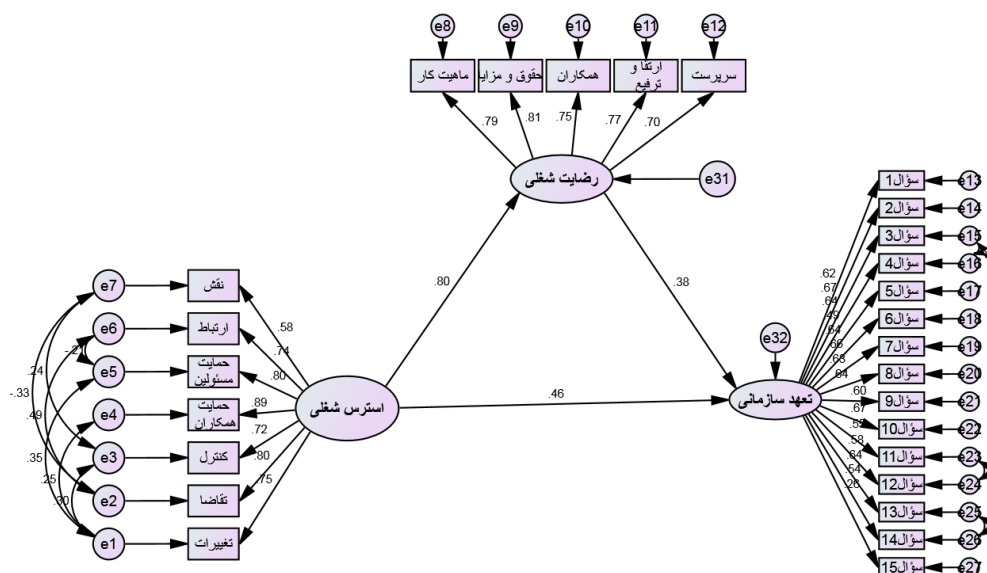 e8 e9 e10 e11 e12
ماهیت کار
حقوق و مزایا
همکاران
ارتقا و
ترفیع
سرپرست
.79 .81 .75 .77 .70
رضایت شغلی
e31
.80
.38
.46
e7 نقش
e6 ارتباط
e5 حمایت
مسئولین
e4 حمایت
همکاران
e3 کنترل
e2 تقاضا
e1 تغییرات
.58
.74
.80
.89
.72
.80
.75
-.21
.24
-.33
.49
.35
.25
.30
استرس شغلی
e32
تعهد سازمانی
.62
.67
.64
.49
.64
.66
.63
.64
.60
.67
.58
.64
.54
.26
سؤال1 e13
سؤال2 e14
سؤال3 e15
سؤال4 e16
سؤال5 e17
سؤال6 e18
سؤال7 e19
سؤال8 e20
سؤال9 e21
سؤال10 e22
سؤال11 e23
سؤال12 e24
سؤال13 e25
سؤال14 e26
سؤال15 e27